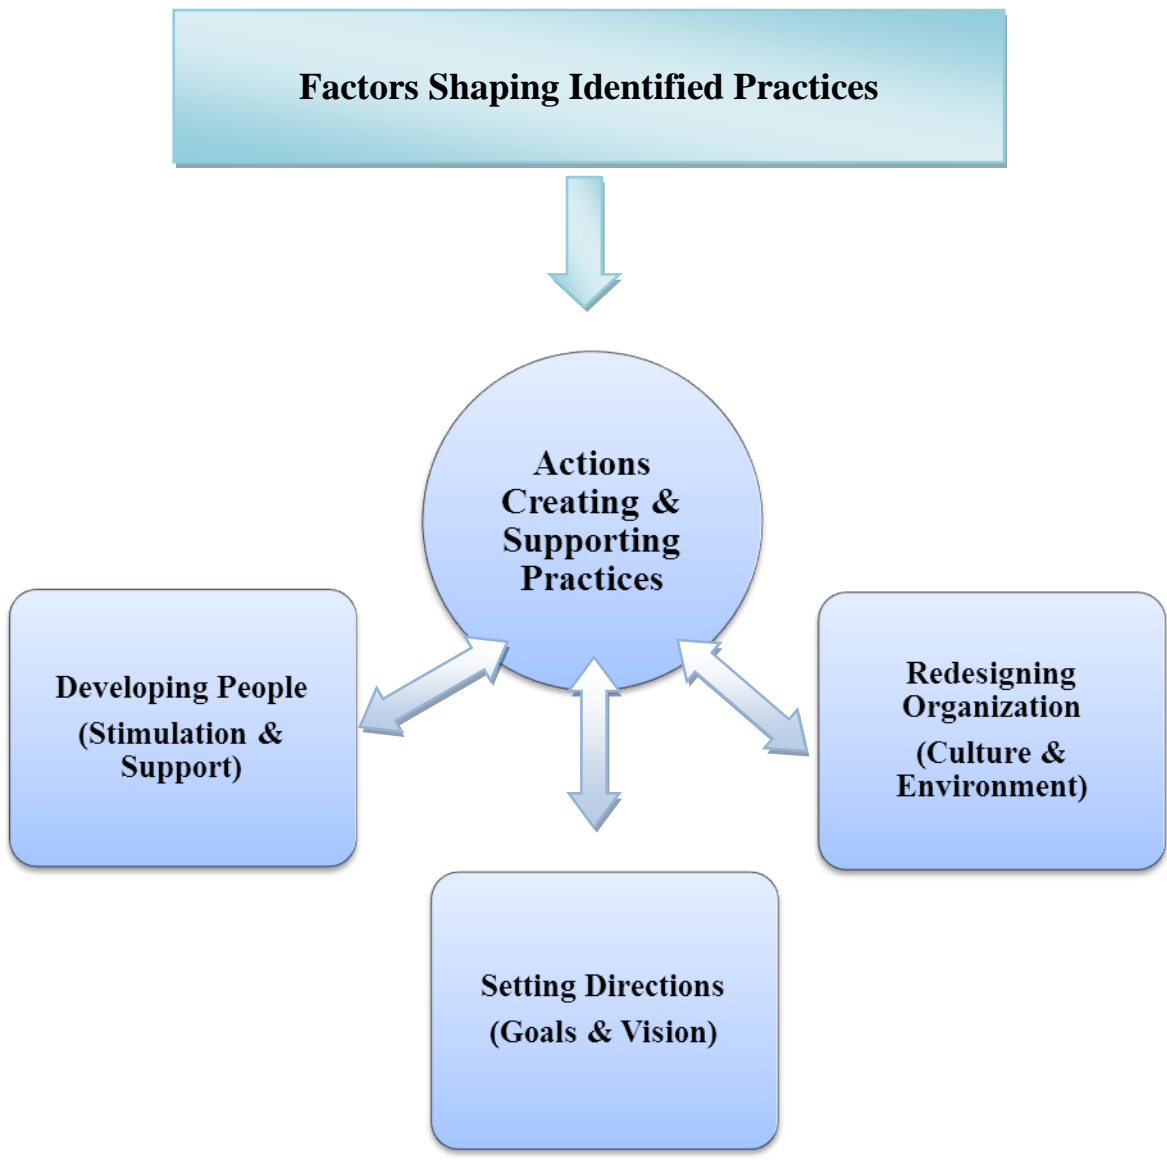 Factors Shaping Identified Practices
Actions
Creating &
Supporting
Practices
Developing People
(Stimulation &
Support)
Redesigning
Organization
(Culture &
Environment)
Setting Directions
(Goals & Vision)